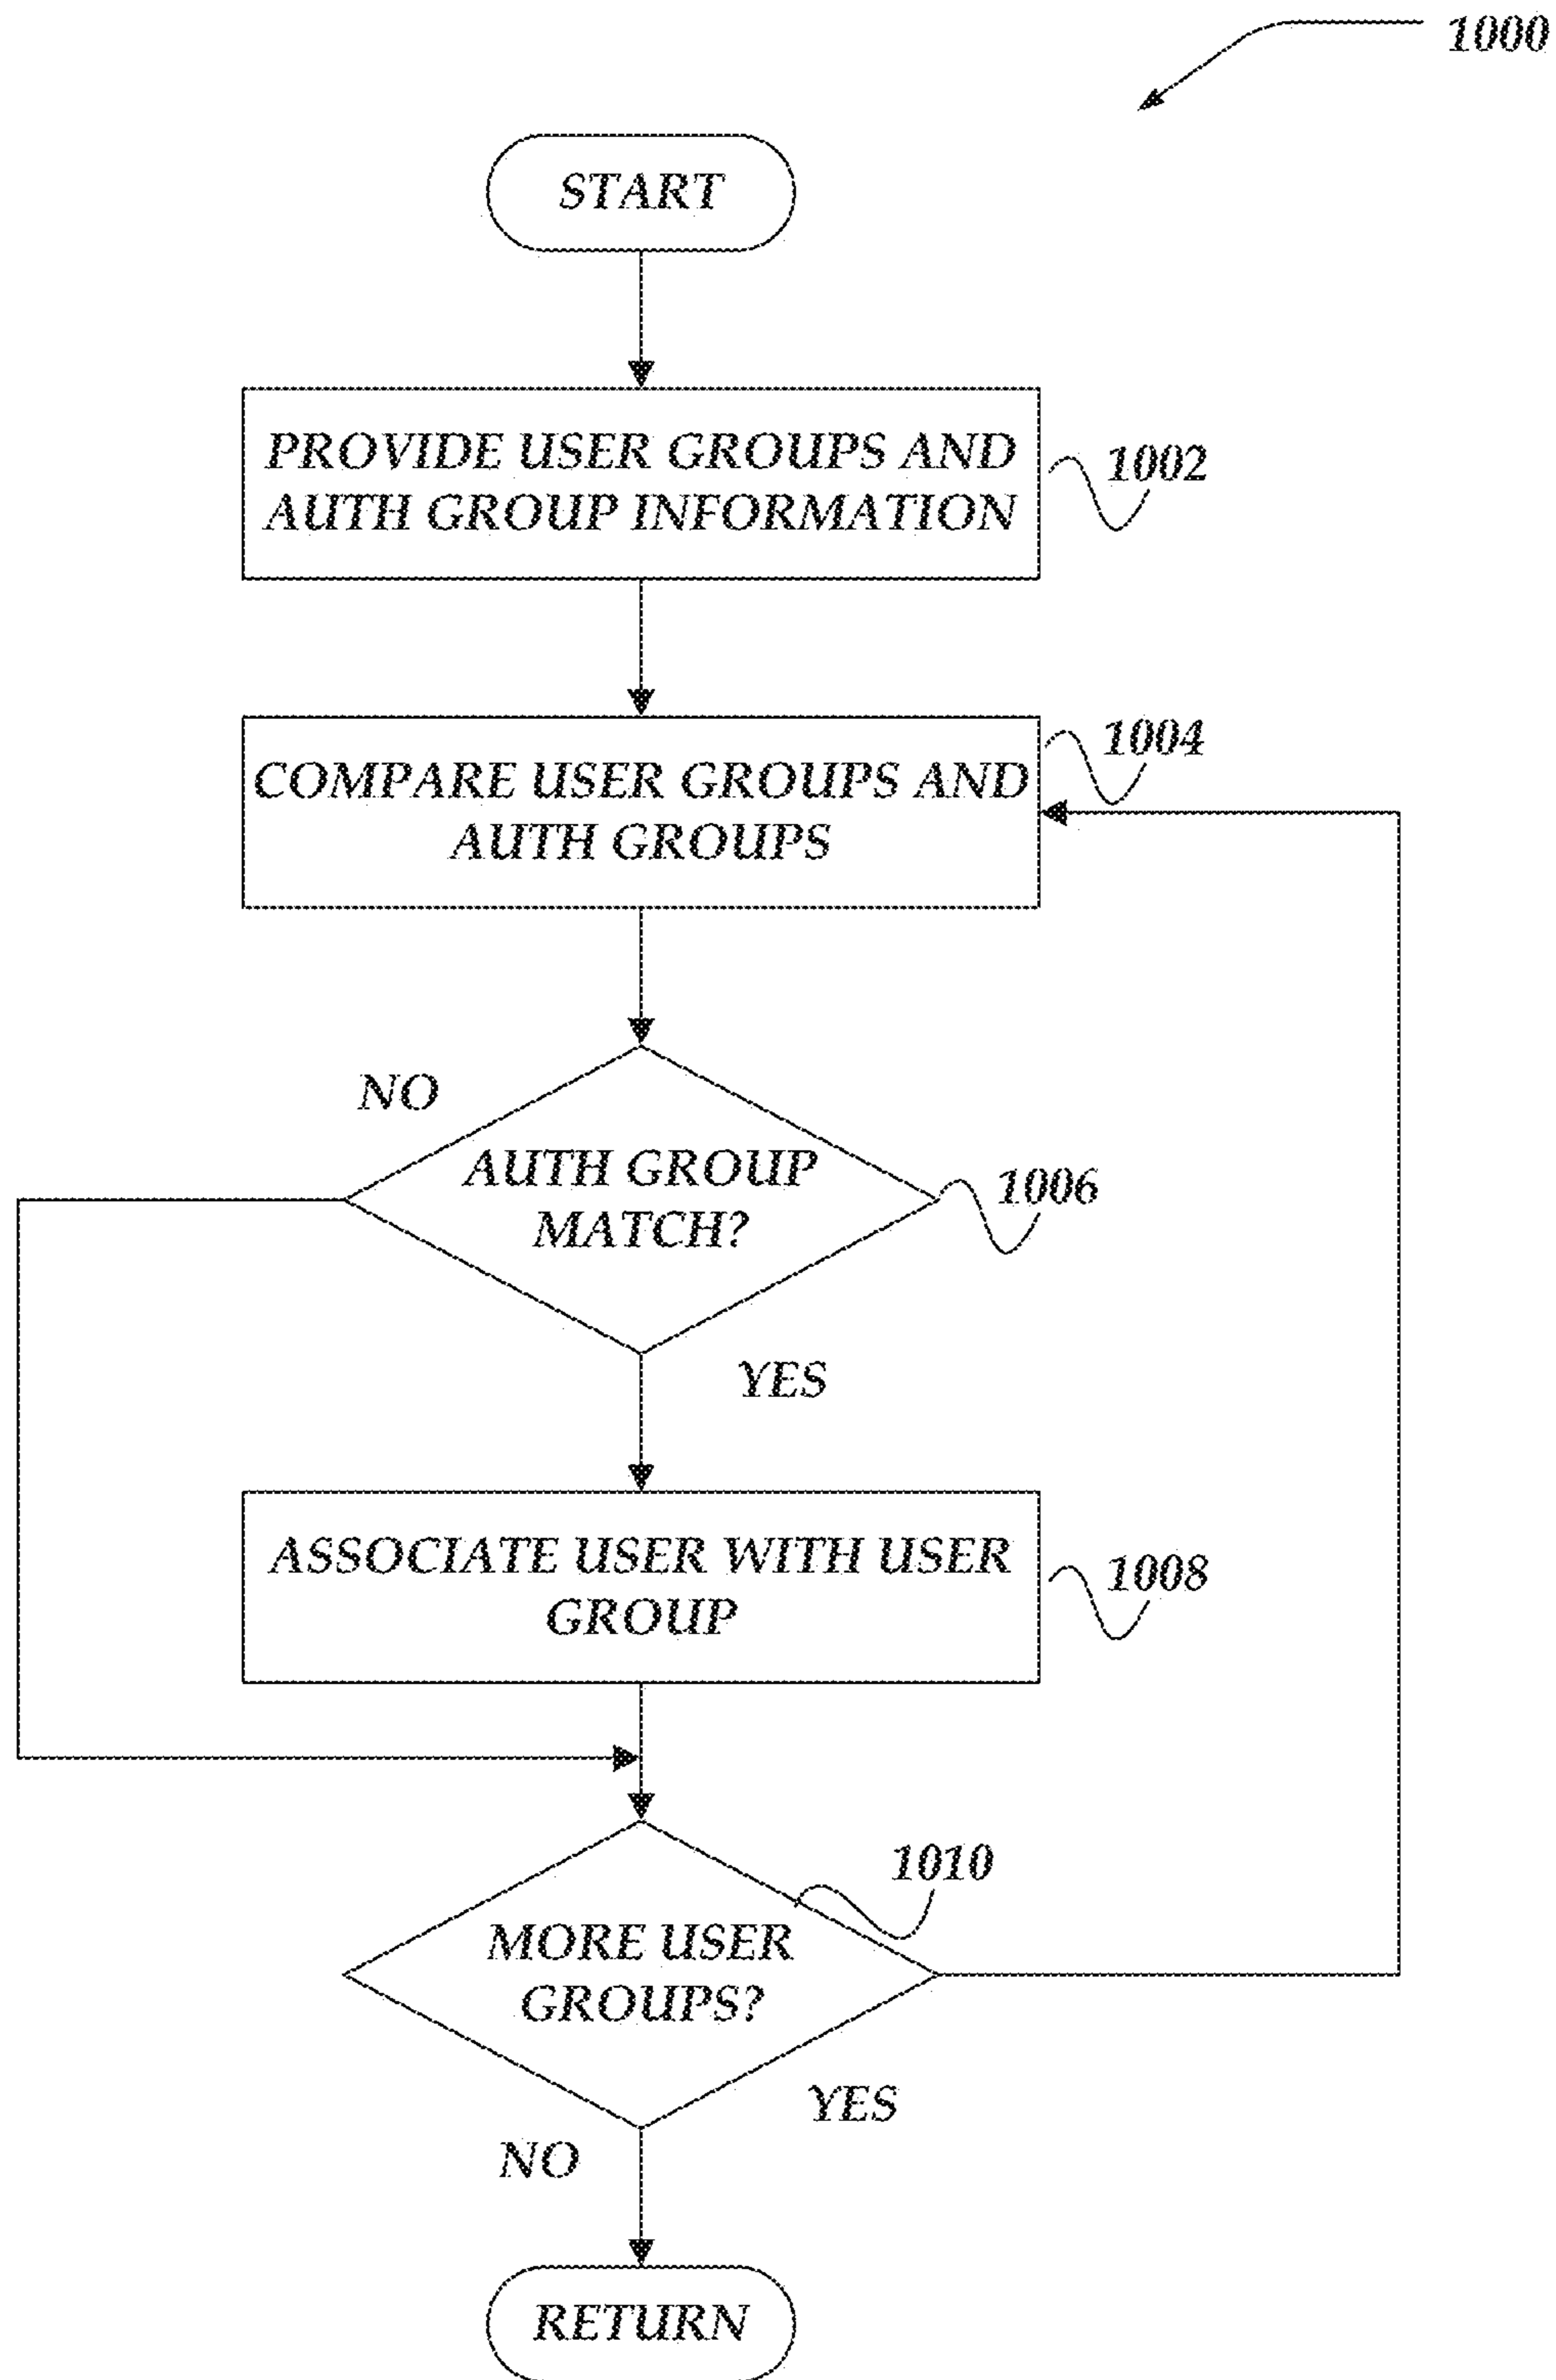 1000
START
PROVIDE USER GROUPS AND
AUTH GROUP INFORMATION
1002
COMPARE USER GROUPS AND
AUTH GROUPS
1004
NO
AUTH GROUP
MATCH?
1006
YES
ASSOCIATE USER WITH USER
GROUP
1008
MORE USER
GROUPS?
1010
YES
NO
RETURN